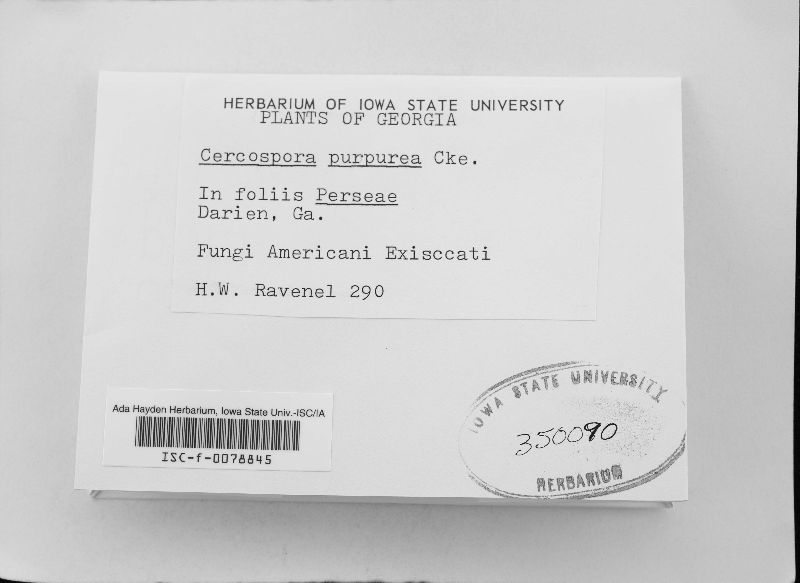 HERBARIUM OF IOWA STATE UNIVERSITY
PLANTS OF GEORGIA
Cercospora purpurea Cke.
In foliis Perseae
Darien, Ga.
Fungi Americani Exisccati
H.W. Ravenel 290
Ada Hayden Herbarium, Iowa State Univ.-ISC/IA
ISC-f-0078845
IOWA STATE UNIVERSITY
350090
HERBARIUM